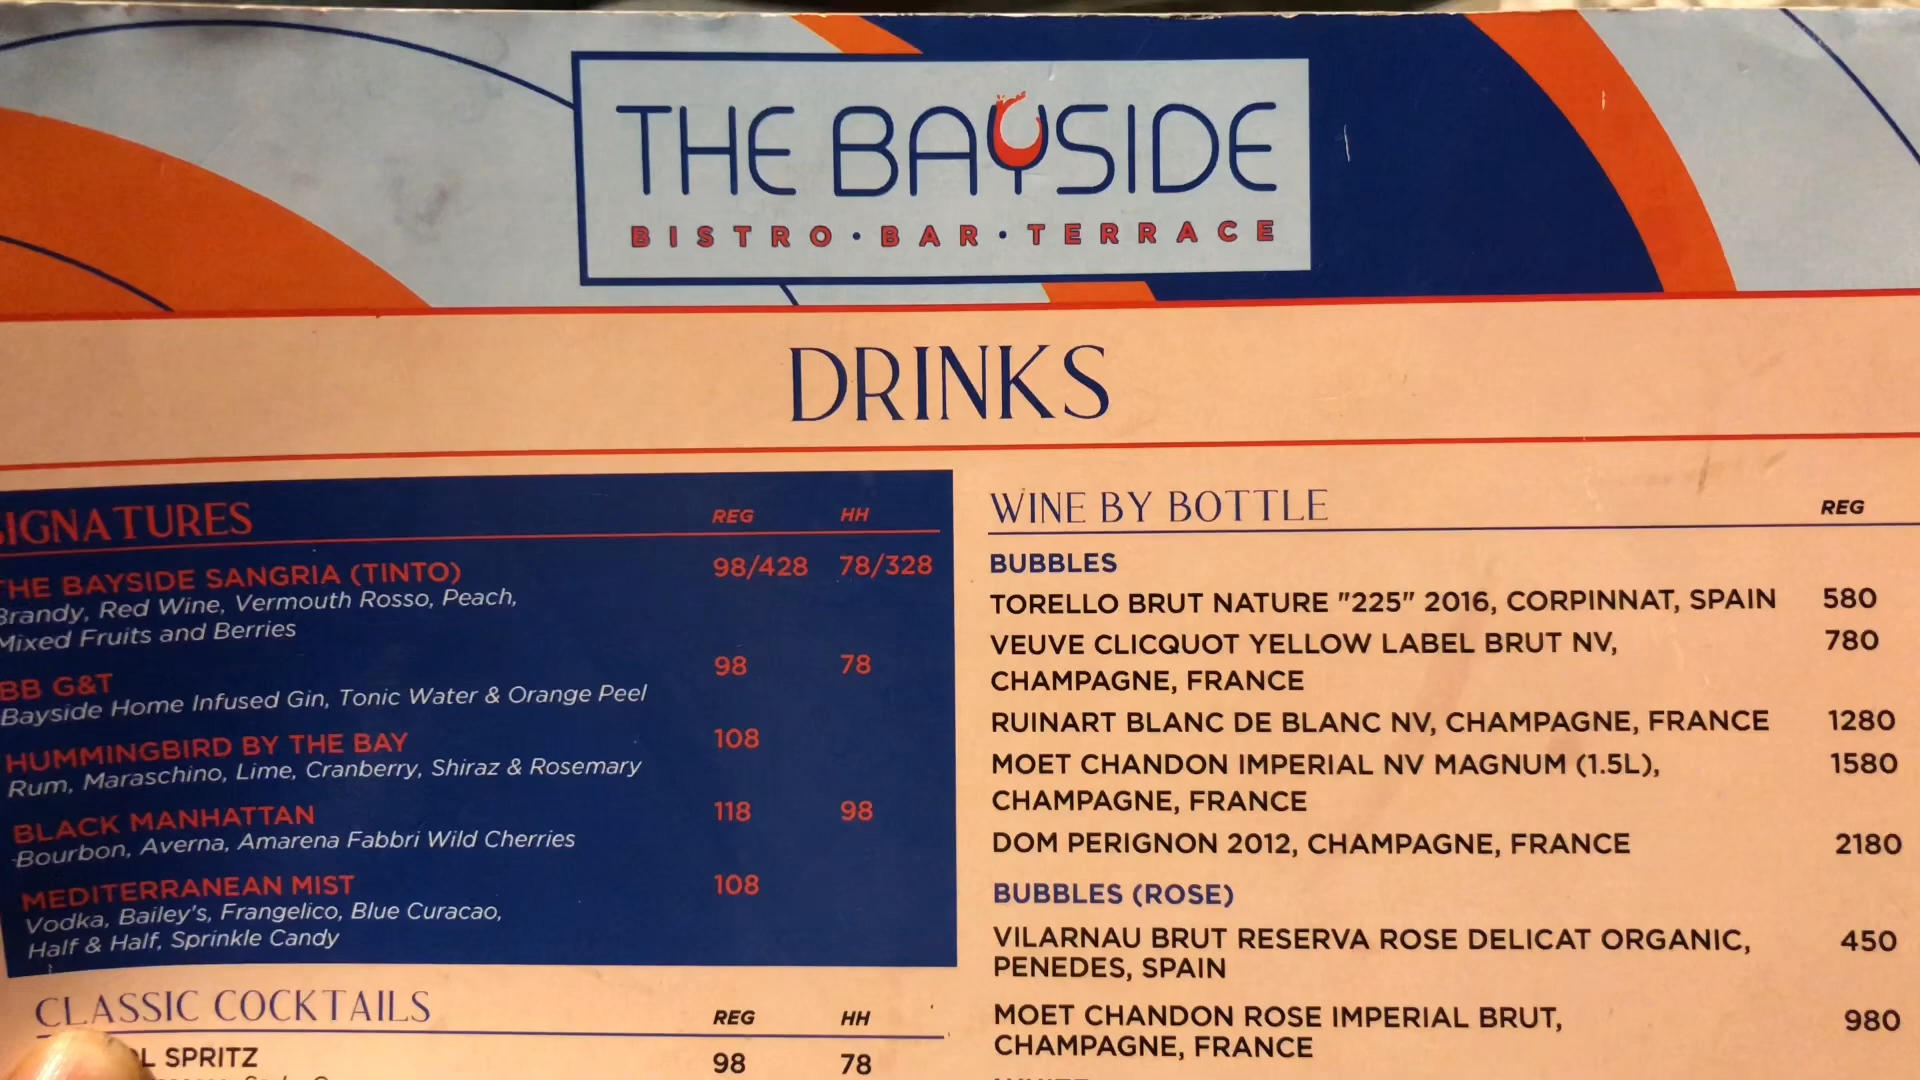 THE BAYSIDE
BISTRO · BAR · TERRACE
DRINKS
SIGNATURES REG HH
THE BAYSIDE SANGRIA (TINTO) 98/428 78/328
Brandy, Red Wine, Vermouth Rosso, Peach,
Mixed Fruits and Berries
BB G&T 98 78
Bayside Home Infused Gin, Tonic Water & Orange Peel
HUMMINGBIRD BY THE BAY 108
Rum, Maraschino, Lime, Cranberry, Shiraz & Rosemary
BLACK MANHATTAN 118 98
Bourbon, Averna, Amarena Fabbri Wild Cherries
MEDITERRANEAN MIST 108
Vodka, Bailey's, Frangelico, Blue Curacao,
Half & Half, Sprinkle Candy
CLASSIC COCKTAILS REG HH
SPRITZ 98 78
WINE BY BOTTLE REG
BUBBLES
TORELLO BRUT NATURE "225" 2016, CORPINNAT, SPAIN 580
VEUVE CLICQUOT YELLOW LABEL BRUT NV, 780
CHAMPAGNE, FRANCE
RUINART BLANC DE BLANC NV, CHAMPAGNE, FRANCE 1280
MOET CHANDON IMPERIAL NV MAGNUM (1.5L), 1580
CHAMPAGNE, FRANCE
DOM PERIGNON 2012, CHAMPAGNE, FRANCE 2180
BUBBLES (ROSE)
VILARNAU BRUT RESERVA ROSE DELICAT ORGANIC, 450
PENEDES, SPAIN
MOET CHANDON ROSE IMPERIAL BRUT, 980
CHAMPAGNE, FRANCE